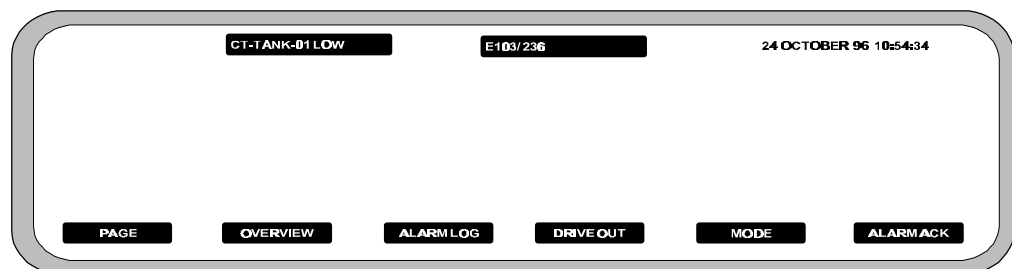 CT-TANK-01 LOW E103/236 24 OCTOBER 96 10:54:34
PAGE OVERVIEW ALARM LOG DRIVE OUT MODE ALARM ACK